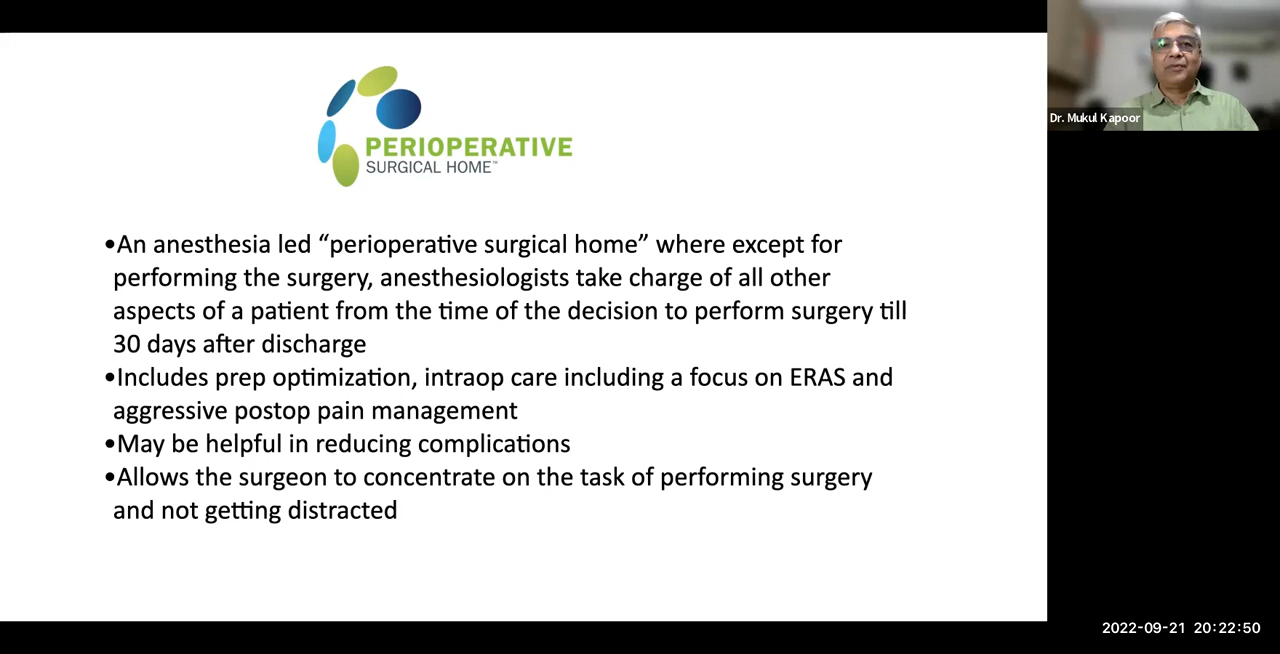 PERIOPERATIVE
SURGICAL HOME™
•An anesthesia led “perioperative surgical home” where except for
performing the surgery, anesthesiologists take charge of all other
aspects of a patient from the time of the decision to perform surgery till
30 days after discharge
•Includes prep optimization, intraop care including a focus on ERAS and
aggressive postop pain management
•May be helpful in reducing complications
•Allows the surgeon to concentrate on the task of performing surgery
and not getting distracted
Dr. Mukul Kapoor
2022-09-21 20:22:50